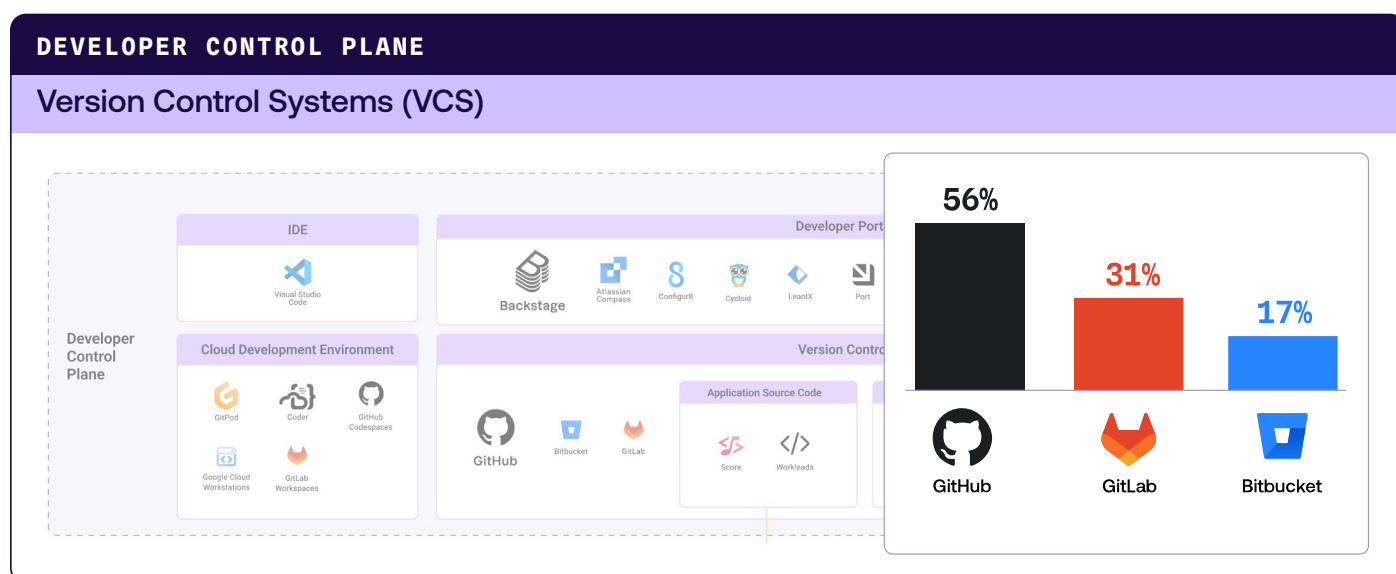 DEVELOPER CONTROL PLANE
Version Control Systems (VCS)
Developer
Control
Plane
IDE
Visual Studio
Code
Developer Port
Backstage
Atlassian
Compass
Configur8
Cycloid
LeanIX
Port
Cloud Development Environment
GitPod
Coder
GitHub
Codespaces
Google Cloud
Workstations
GitLab
Workspaces
Version Contro
GitHub
Bitbucket
GitLab
Application Source Code
Score
Workloads
56%
31%
17%
GitHub
GitLab
Bitbucket